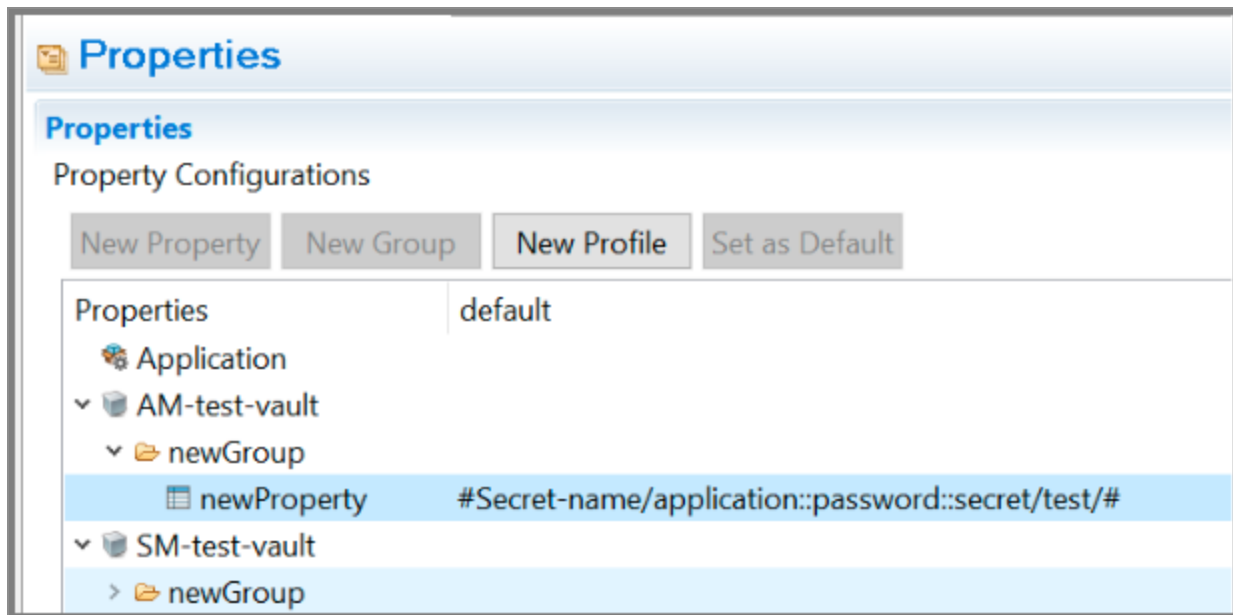 Properties
Properties
Property Configurations
New Property New Group New Profile Set as Default
Properties default
Application
AM-test-vault
newGroup
newProperty #Secret-name/application::password::secret/test/#
SM-test-vault
newGroup